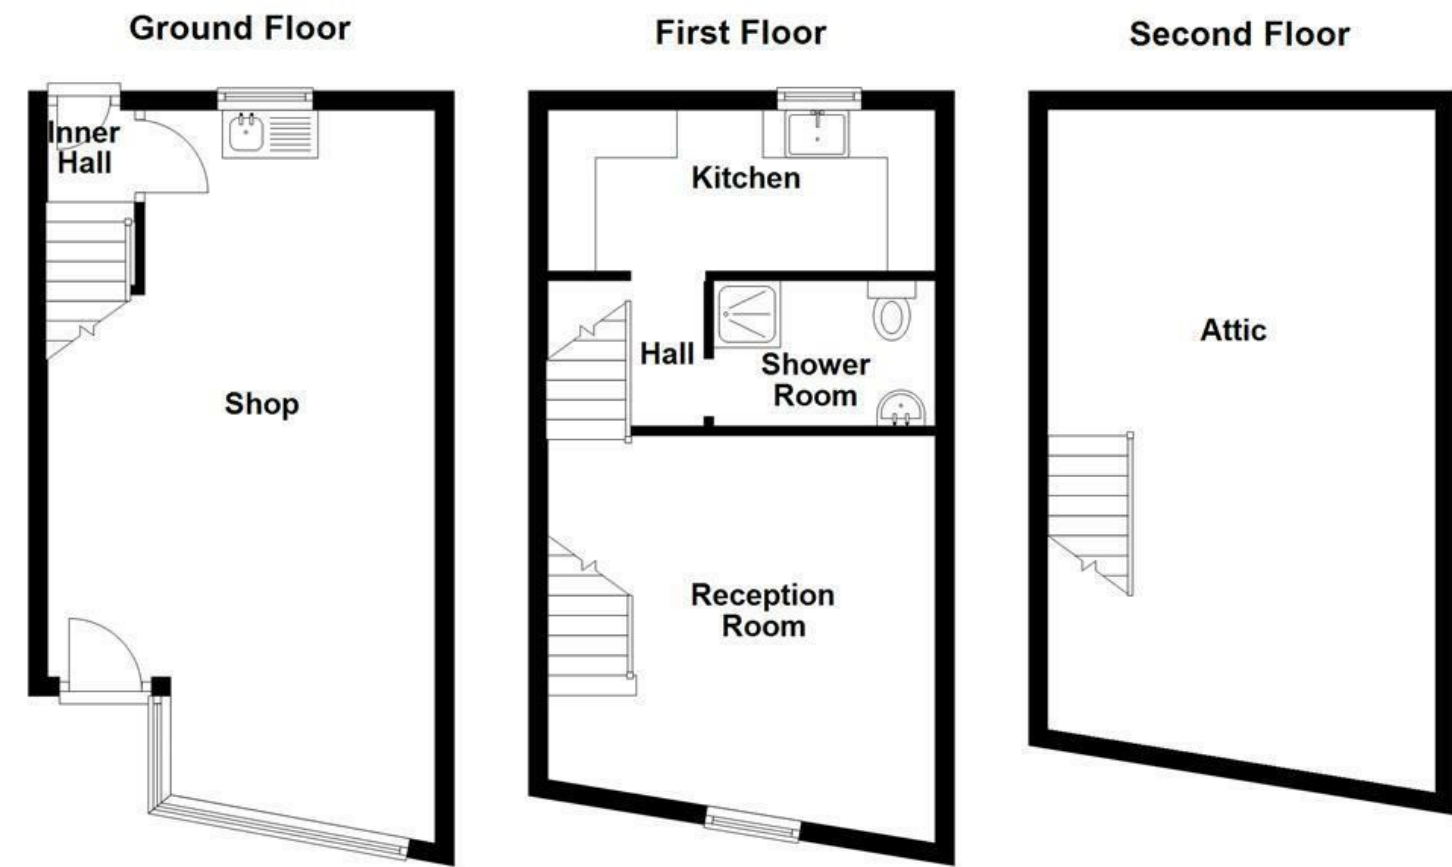 Ground Floor
Inner
Hall
Shop
First Floor
Kitchen
Hall
Shower
Room
Reception
Room
Second Floor
Attic